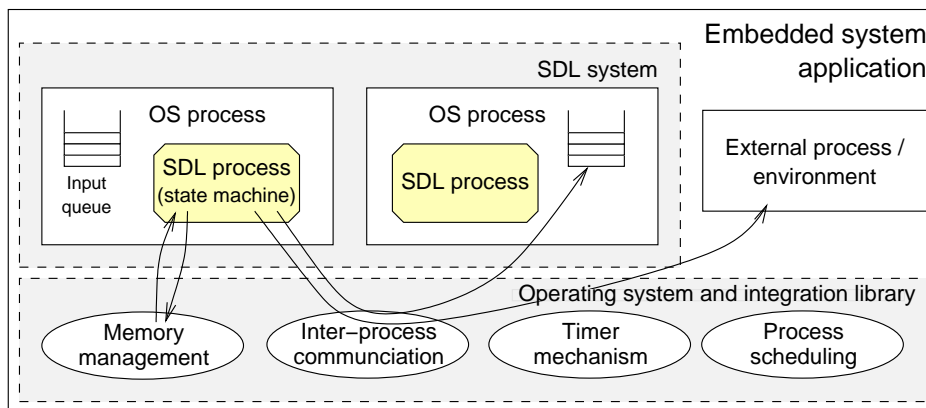 Embedded system
application
SDL system
OS process
Input
queue
SDL process
(state machine)
OS process
SDL process
External process /
environment
Operating system and integration library
Memory
management
Inter−process
communciation
Timer
mechanism
Process
scheduling